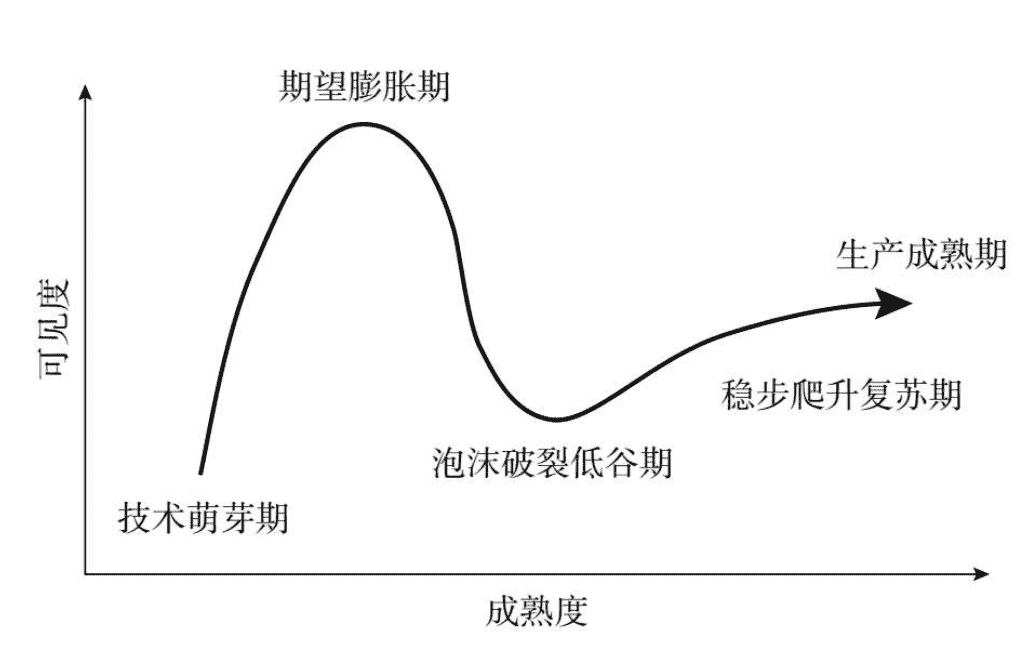 期望膨胀期
生产成熟期
可见度
稳步爬升复苏期
泡沫破裂低谷期
技术萌芽期
成熟度